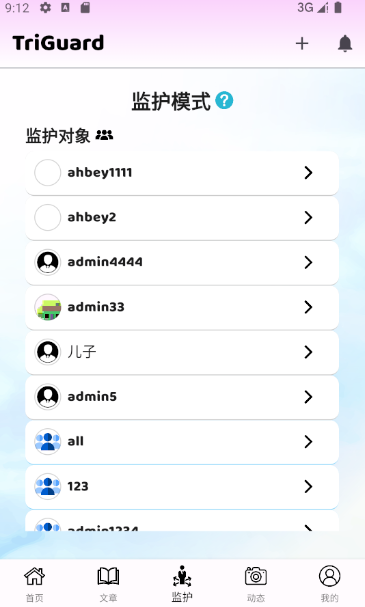 9:12
3G
TriGuard
监护模式 ?
监护对象
ahbey1111
ahbey2
admin4444
admin33
儿子
admin5
all
123
admin1234
首页 文章 监护 动态 我的